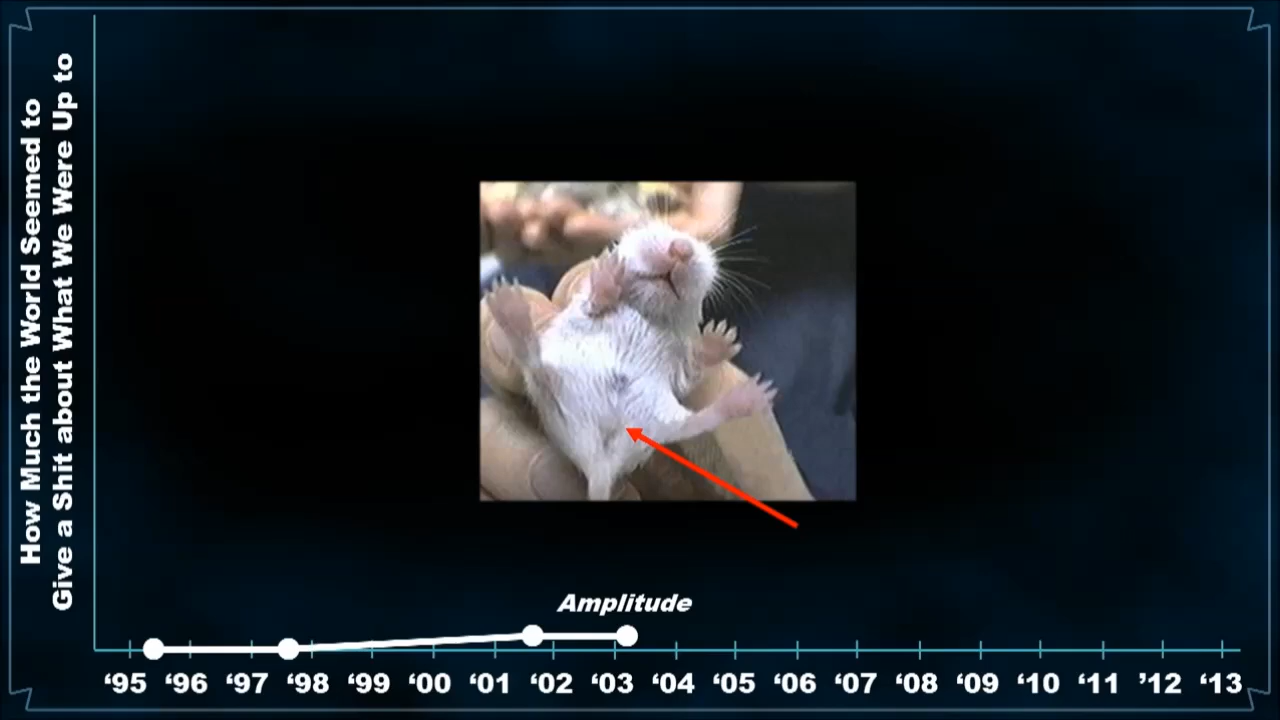 How Much the World Seemed to
Give a Shit about What We Were Up to
Amplitude
‘95 ‘96 ‘97 ‘98 ‘99 ‘00 ‘01 ‘02 ‘03 ‘04 ‘05 ‘06 ‘07 ‘08 ‘09 ‘10 ‘11 ’12 ‘13